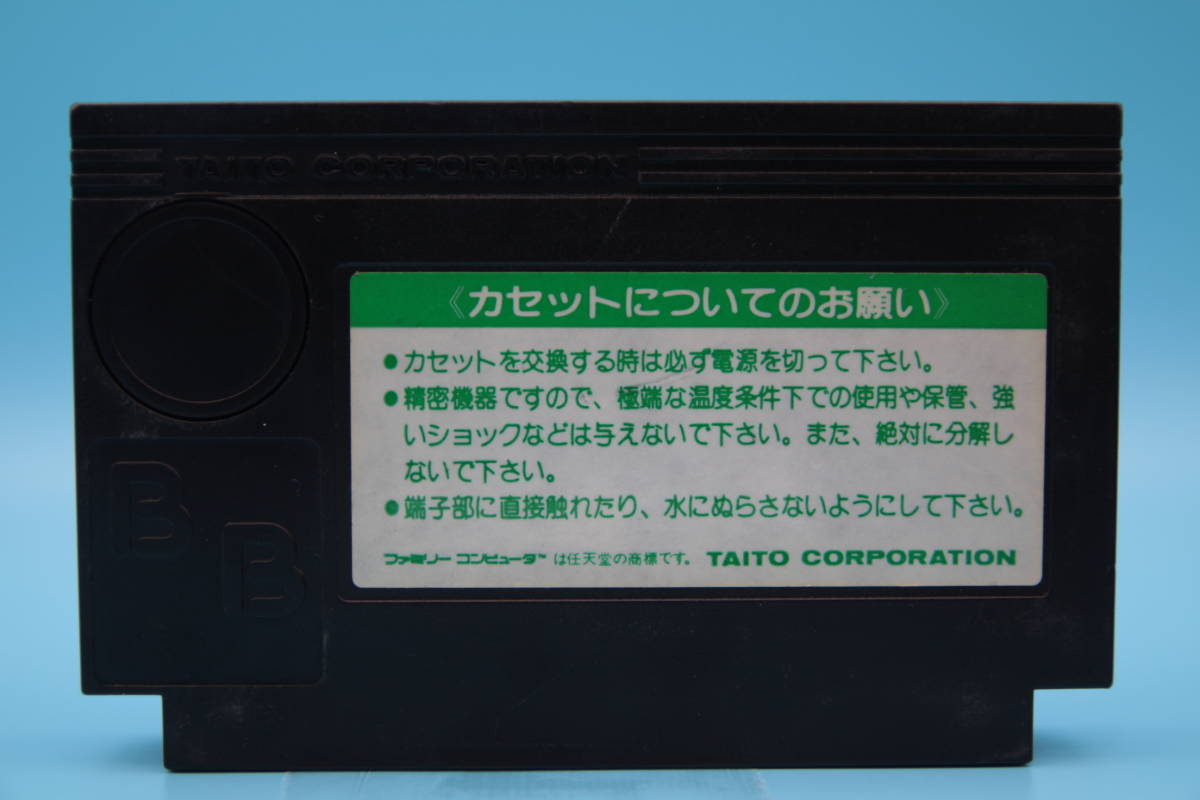 TAITO CORPORATION
《カセットについてのお願い》
●カセットを交換する時は必ず電源を切って下さい。
●精密機器ですので、極端な温度条件下での使用や保管、強
いショックなどは与えないで下さい。また、絶対に分解し
ないで下さい。
●端子部に直接触れたり、水にぬらさないようにして下さい。
ファミリー コンピュータ™ は任天堂の商標です。 TAITO CORPORATION
B
B